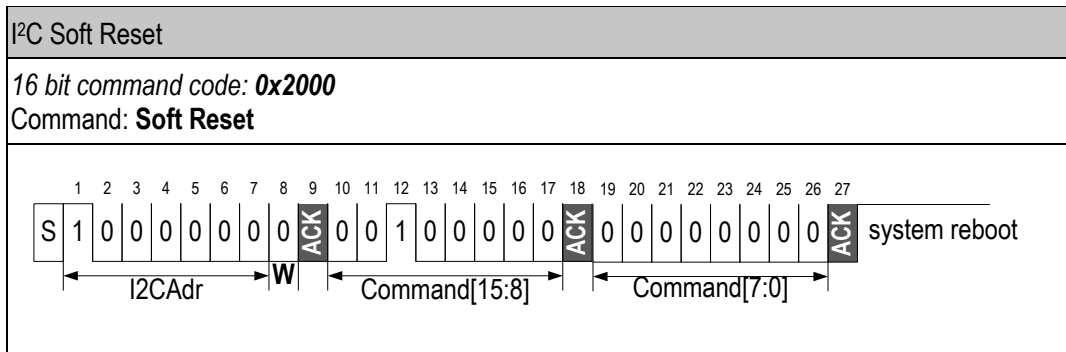 I²C Soft Reset
16 bit command code: 0x2000
Command: Soft Reset
1 2 3 4 5 6 7 8 9 10 11 12 13 14 15 16 17 18 19 20 21 22 23 24 25 26 27
S 1 0 0 0 0 0 0 0 ACK 0 0 1 0 0 0 0 0 ACK 0 0 0 0 0 0 0 0 ACK system reboot
I2CAdr W Command[15:8] Command[7:0]